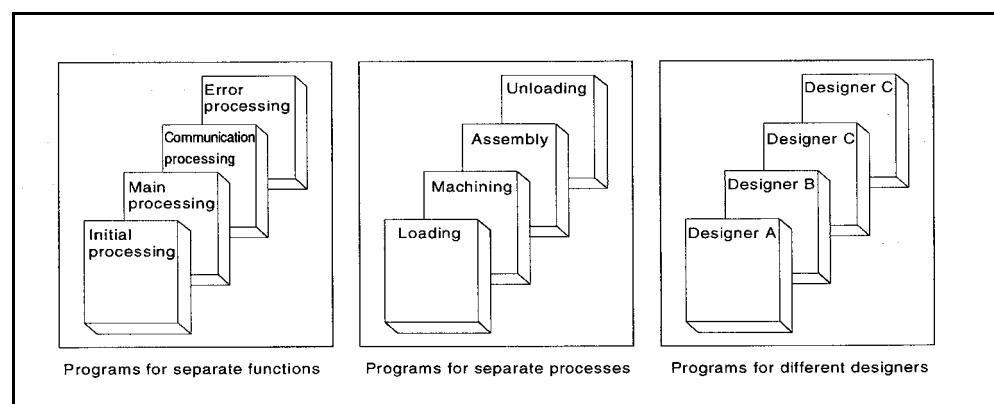 Error
processing
Communication
processing
Main
processing
Initial
processing
Programs for separate functions
Unloading
Assembly
Machining
Loading
Programs for separate processes
Designer C
Designer C
Designer B
Designer A
Programs for different designers